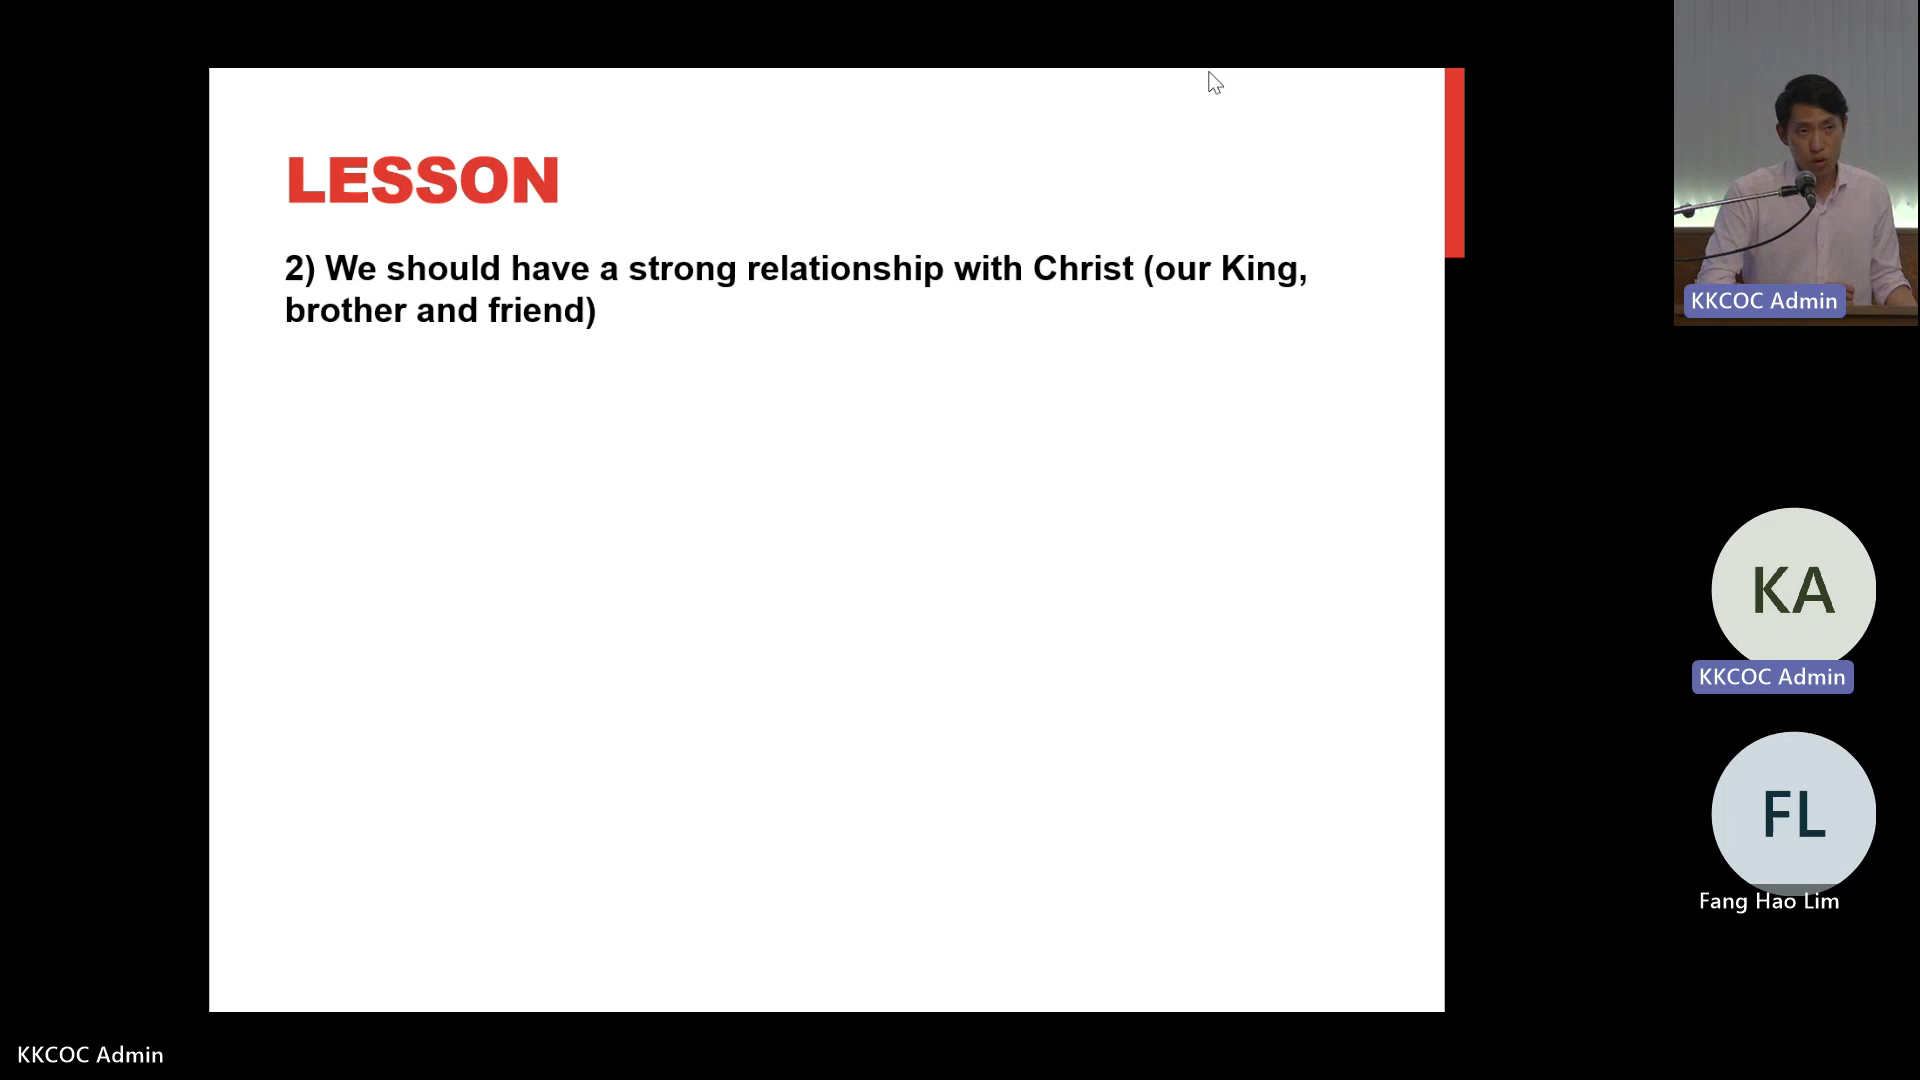 LESSON
2) We should have a strong relationship with Christ (our King,
brother and friend)
KKCOC Admin
KA
KKCOC Admin
FL
Fang Hao Lim
KKCOC Admin